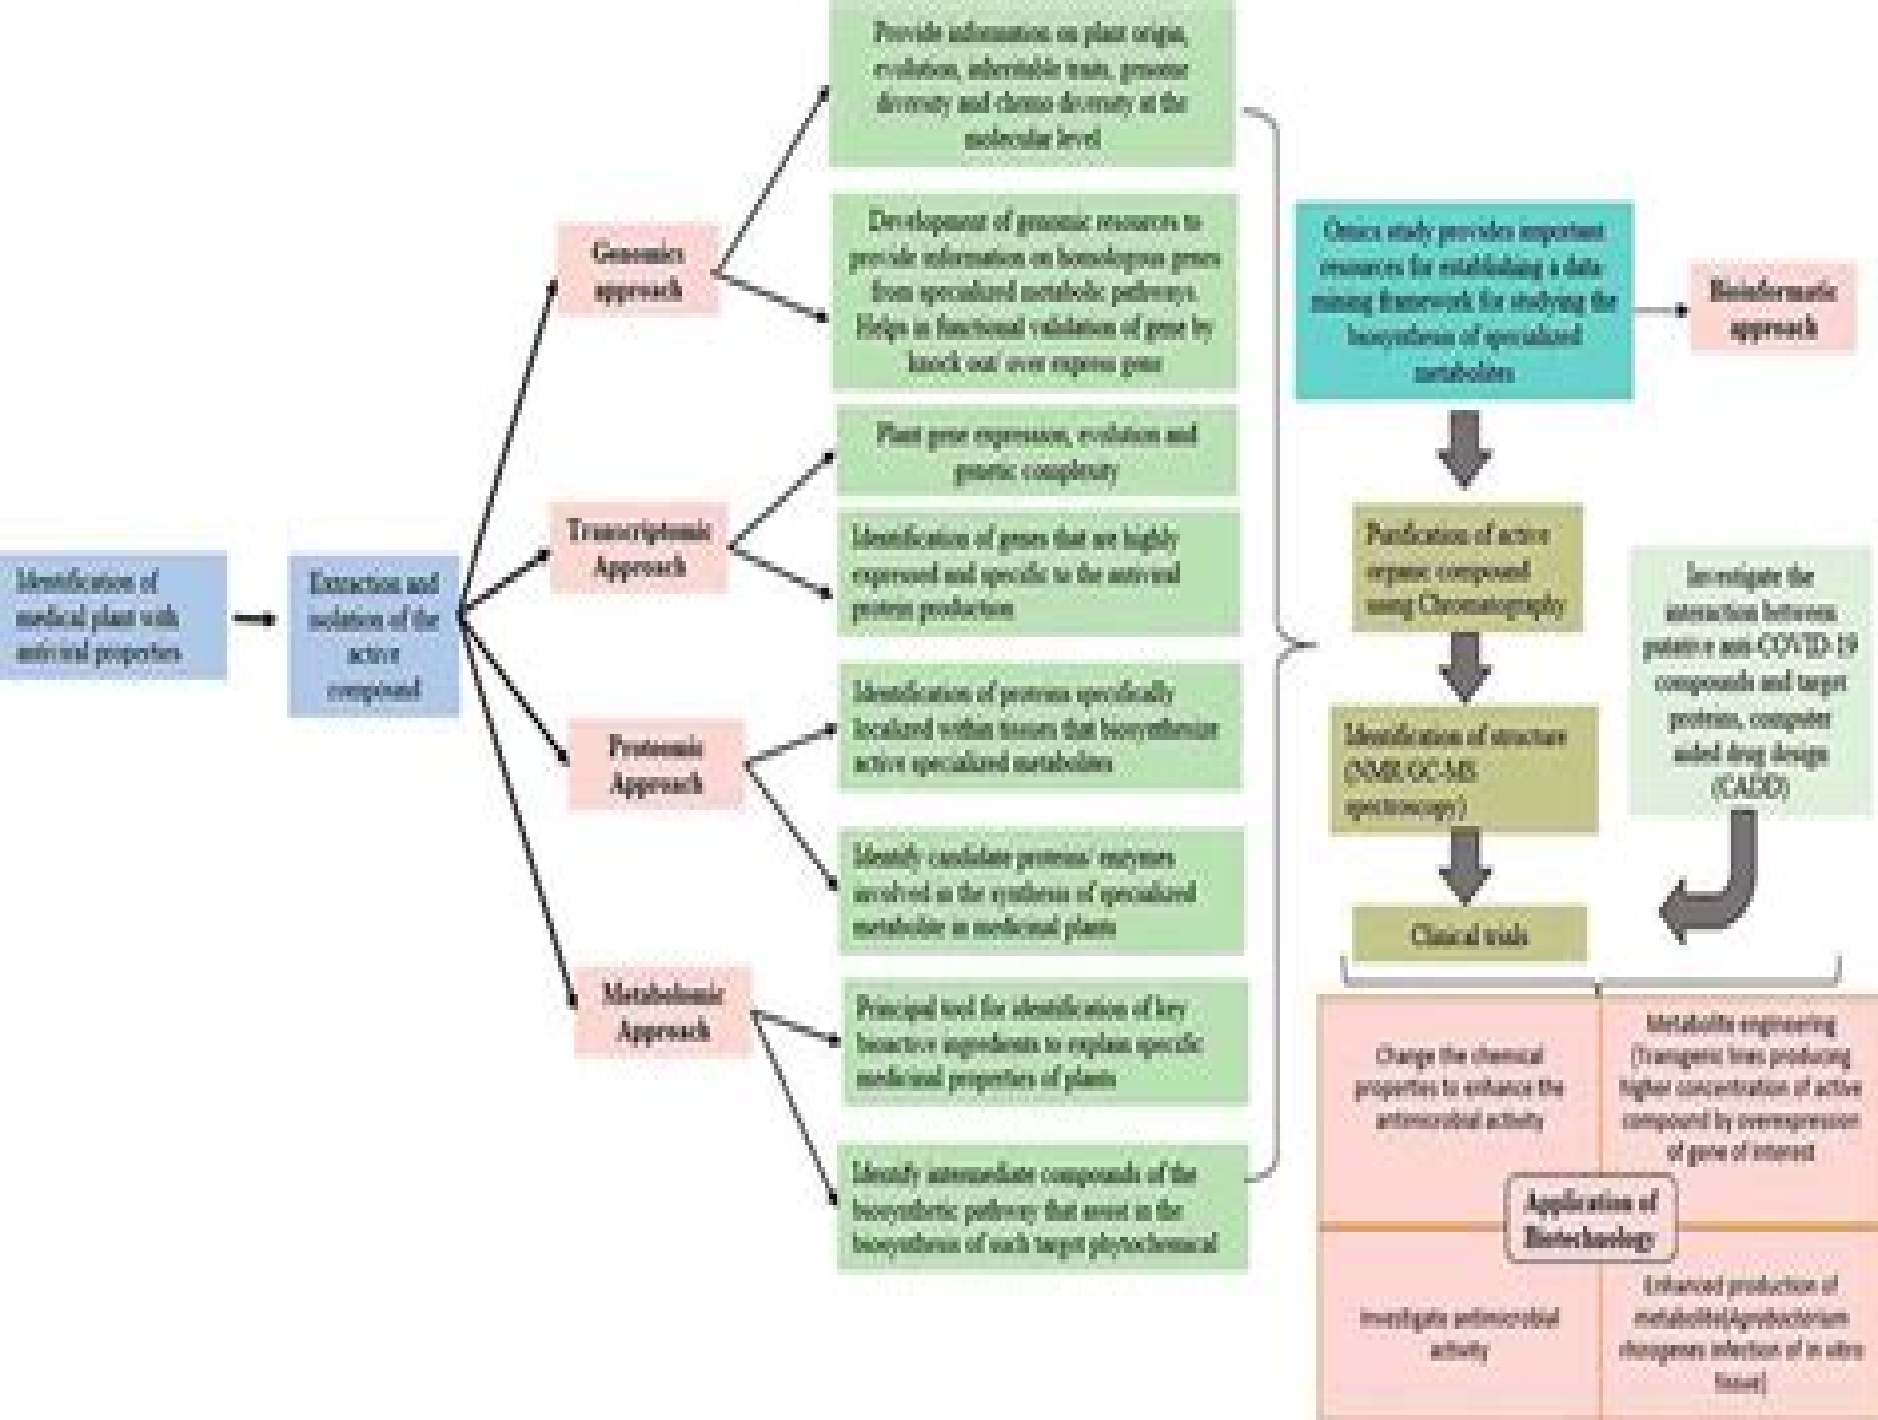 Identification of
medical plant with
antiviral properties
Extraction and
isolation of the
active
compound
Genomics
approach
Transcriptomic
Approach
Proteomic
Approach
Metabolomic
Approach
Provide information on plant origin,
evolution, inheritable traits, genome
diversity and chemo diversity at the
molecular level
Development of genomic resources to
provide information on homologous genes
from specialized metabolic pathways.
Helps in functional validation of gene by
knock out/ over express gene
Plant gene expression, evolution and
genetic complexity
Identification of genes that are highly
expressed and specific to the antiviral
protein production
Identification of proteins specifically
localized within tissues that biosynthesize
active specialized metabolites
Identify candidate proteins/ enzymes
involved in the synthesis of specialized
metabolite in medicinal plants
Principal tool for identification of key
bioactive ingredients to explain specific
medicinal properties of plants
Identify intermediate compounds of the
biosynthetic pathway that assist in the
biosynthesis of such target phytochemical
Omics study provides important
resources for establishing a data
mining framework for studying the
biosynthesis of specialized
metabolites
Bioinformatic
approach
Purification of active
organic compound
using Chromatography
Identification of structure
(NMR/GC-MS
spectroscopy)
Clinical trials
Investigate the
interaction between
putative anti-COVID-19
compounds and target
proteins, computer
aided drug design
(CADD)
Change the chemical
properties to enhance the
antimicrobial activity
Metabolite engineering
(Transgenic lines producing
higher concentration of active
compound by overexpression
of gene of interest
Application of
Biotechnology
Investigate antimicrobial
activity
Enhanced production of
metabolite(Agrobacterium
rhizogenes infection of in vitro
tissue)